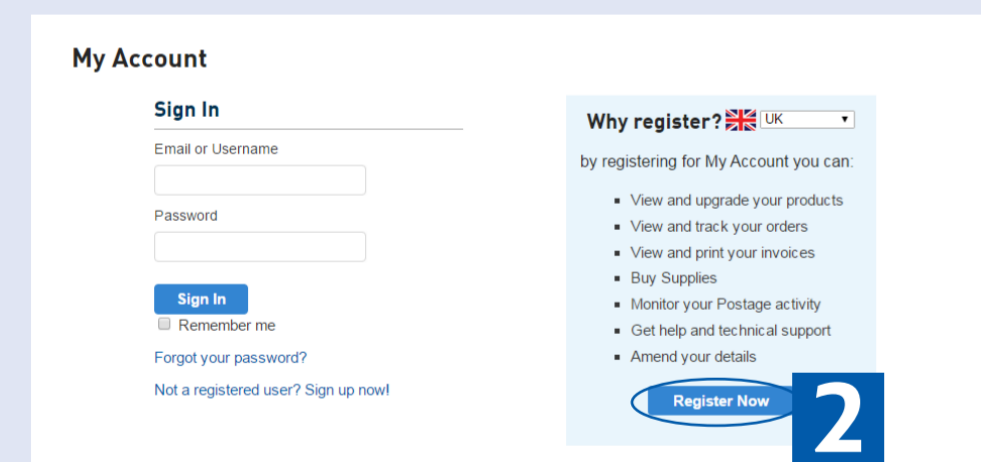 My Account
Sign In
Email or Username
Password
Sign In
Remember me
Forgot your password?
Not a registered user? Sign up now!
Why register? UK
by registering for My Account you can:
View and upgrade your products
View and track your orders
View and print your invoices
Buy Supplies
Monitor your Postage activity
Get help and technical support
Amend your details
Register Now
2